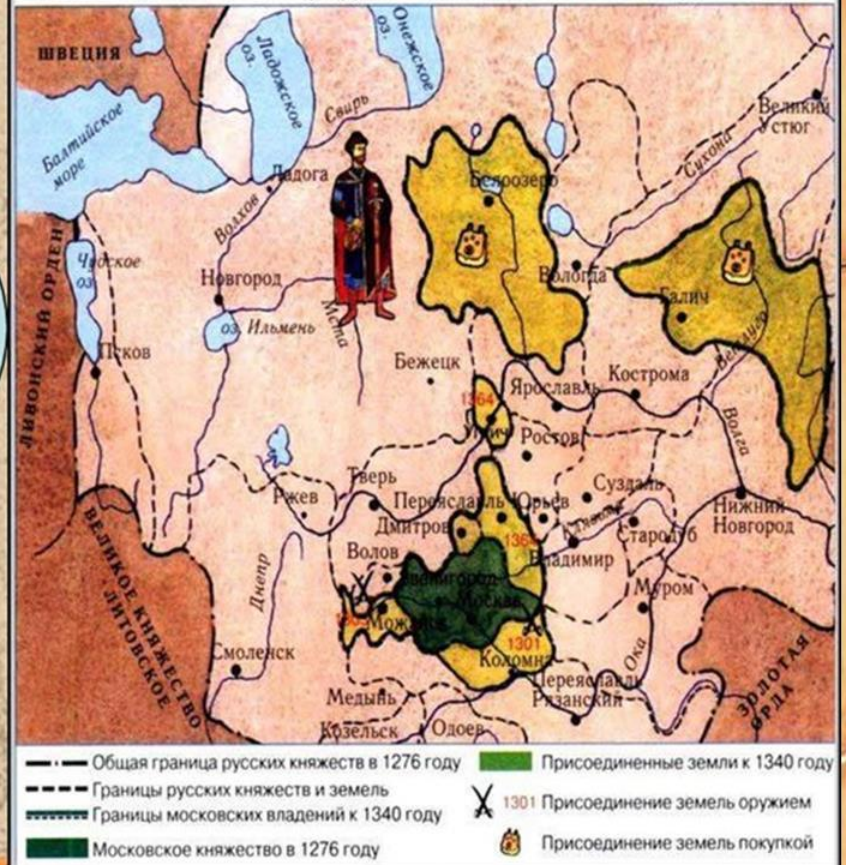 ШВЕЦИЯ
Ладожское
оз.
Онежское
оз.
Балтийское
море
Свирь
Великий
Устюг
Сухона
Ладога
Волхов
Белоозеро
Чудское
оз.
Новгород
Вологда
Галич
ЛИВОНСКИЙ ОРДЕН
оз. Ильмень
Мста
Псков
Бежецк
Ветлуга
Ярославль
Кострома
1364
Углич
Ростов
Волга
Тверь
Суздаль
Ржев
Переяславль
Юрьев
Нижний
Новгород
Дмитров
Клязьма
Стародуб
Владимир
ВЕЛИКОЕ КНЯЖЕСТВО
ЛИТОВСКОЕ
Днепр
Волов
Звенигород
Москва
Муром
Можайск
1301
Коломна
Смоленск
Ока
Переяславль
Рязанский
ЗОЛОТАЯ
ОРДА
Медынь
Козельск
Одоев
Общая граница русских княжеств в 1276 году
Границы русских княжеств и земель
Границы московских владений к 1340 году
Московское княжество в 1276 году
Присоединенные земли к 1340 году
1301 Присоединение земель оружием
Присоединение земель покупкой